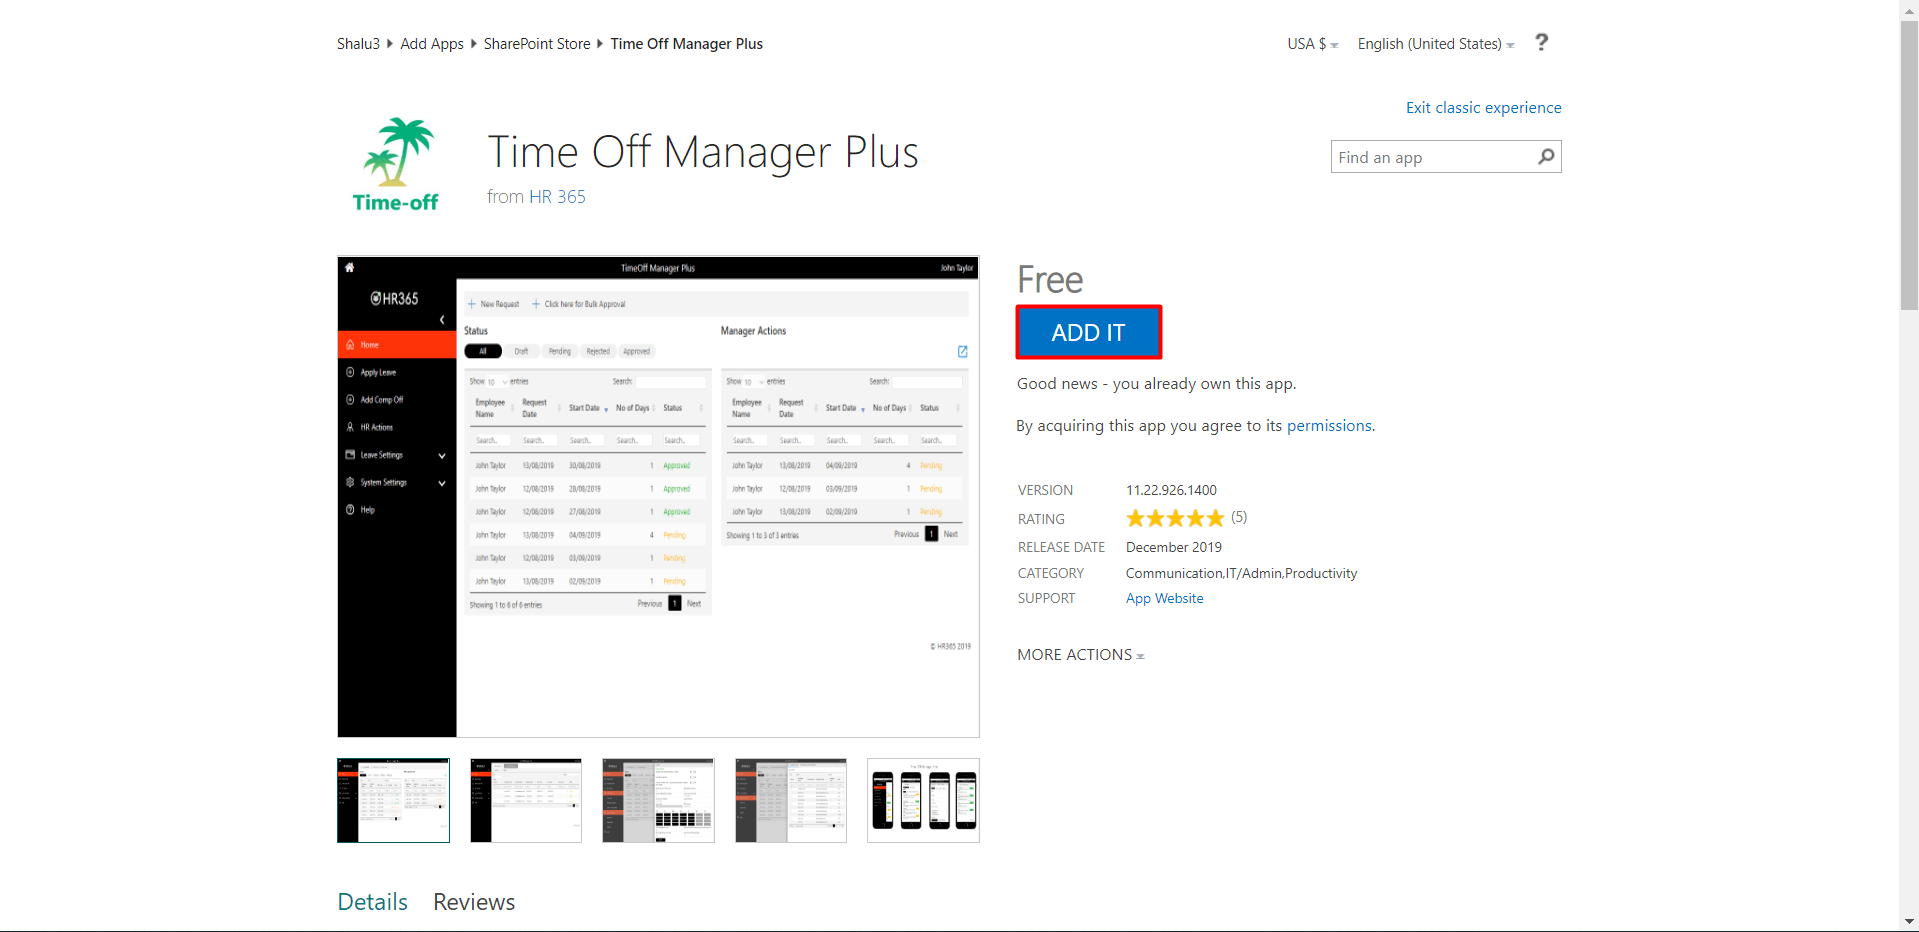 Shalu3 Add Apps SharePoint Store Time Off Manager Plus
USA $ English (United States) ?
Exit classic experience
Time-off
Time Off Manager Plus
from HR 365
Find an app
TimeOff Manager Plus
John Taylor
HR365
Home
Apply Leave
Add Comp Off
HR Actions
Leave Settings
System Settings
Help
New Request Click here for Bulk Approval
Status
All Draft Pending Rejected Approved
Show 10 entries Search:
Employee Name Request Date Start Date No of Days Status
Search.. Search.. Search.. Search.. Search..
John Taylor 13/08/2019 30/08/2019 1 Approved
John Taylor 12/08/2019 28/08/2019 1 Approved
John Taylor 12/08/2019 27/08/2019 1 Approved
John Taylor 13/08/2019 04/09/2019 4 Pending
John Taylor 12/08/2019 03/09/2019 1 Pending
John Taylor 13/08/2019 02/09/2019 1 Pending
Showing 1 to 6 of 6 entries Previous 1 Next
Manager Actions
Show 10 entries Search:
Employee Name Request Date Start Date No of Days Status
Search.. Search.. Search.. Search.. Search..
John Taylor 13/08/2019 04/09/2019 4 Pending
John Taylor 12/08/2019 03/09/2019 1 Pending
John Taylor 13/08/2019 02/09/2019 1 Pending
Showing 1 to 3 of 3 entries Previous 1 Next
© HR365 2019
Free
ADD IT
Good news - you already own this app.
By acquiring this app you agree to its permissions.
VERSION 11.22.926.1400
RATING (5)
RELEASE DATE December 2019
CATEGORY Communication,IT/Admin,Productivity
SUPPORT App Website
MORE ACTIONS
Details Reviews